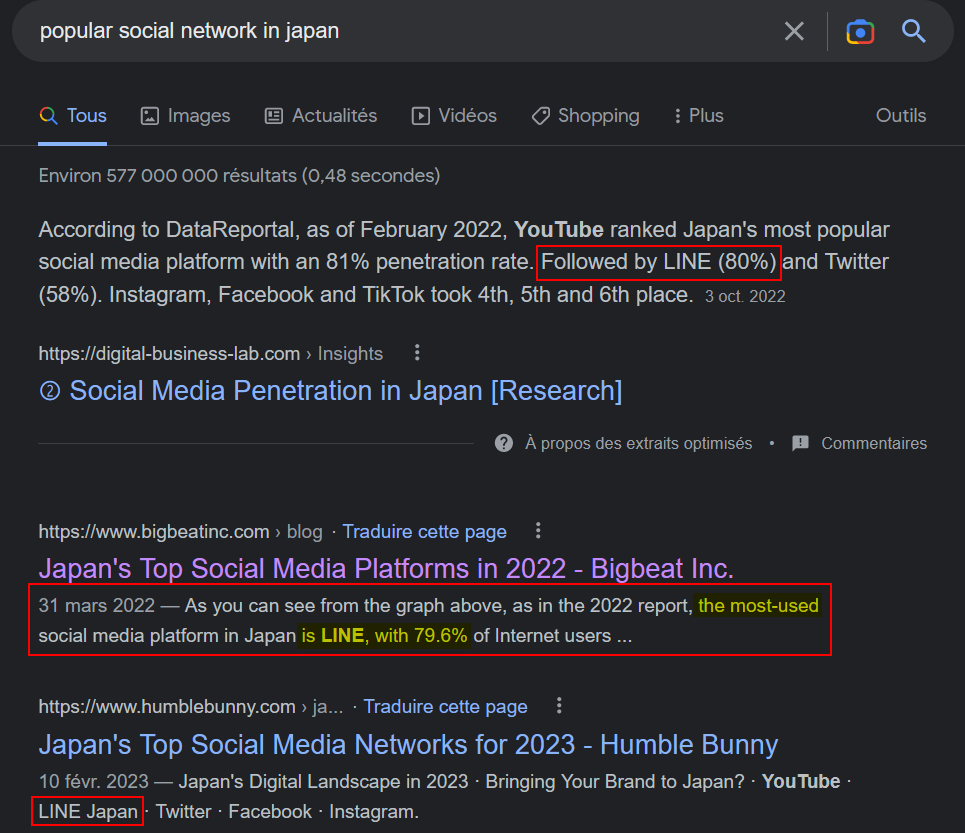 popular social network in japan
Tous Images Actualités Vidéos Shopping Plus Outils
Environ 577 000 000 résultats (0,48 secondes)
According to DataReportal, as of February 2022, YouTube ranked Japan's most popular
social media platform with an 81% penetration rate. Followed by LINE (80%) and Twitter
(58%). Instagram, Facebook and TikTok took 4th, 5th and 6th place. 3 oct. 2022
https://digital-business-lab.com › Insights
② Social Media Penetration in Japan [Research]
À propos des extraits optimisés • Commentaires
https://www.bigbeatinc.com › blog · Traduire cette page
Japan's Top Social Media Platforms in 2022 - Bigbeat Inc.
31 mars 2022 — As you can see from the graph above, as in the 2022 report, the most-used
social media platform in Japan is LINE, with 79.6% of Internet users ...
https://www.humblebunny.com › ja... · Traduire cette page
Japan's Top Social Media Networks for 2023 - Humble Bunny
10 févr. 2023 — Japan's Digital Landscape in 2023 · Bringing Your Brand to Japan? · YouTube ·
LINE Japan · Twitter · Facebook · Instagram.